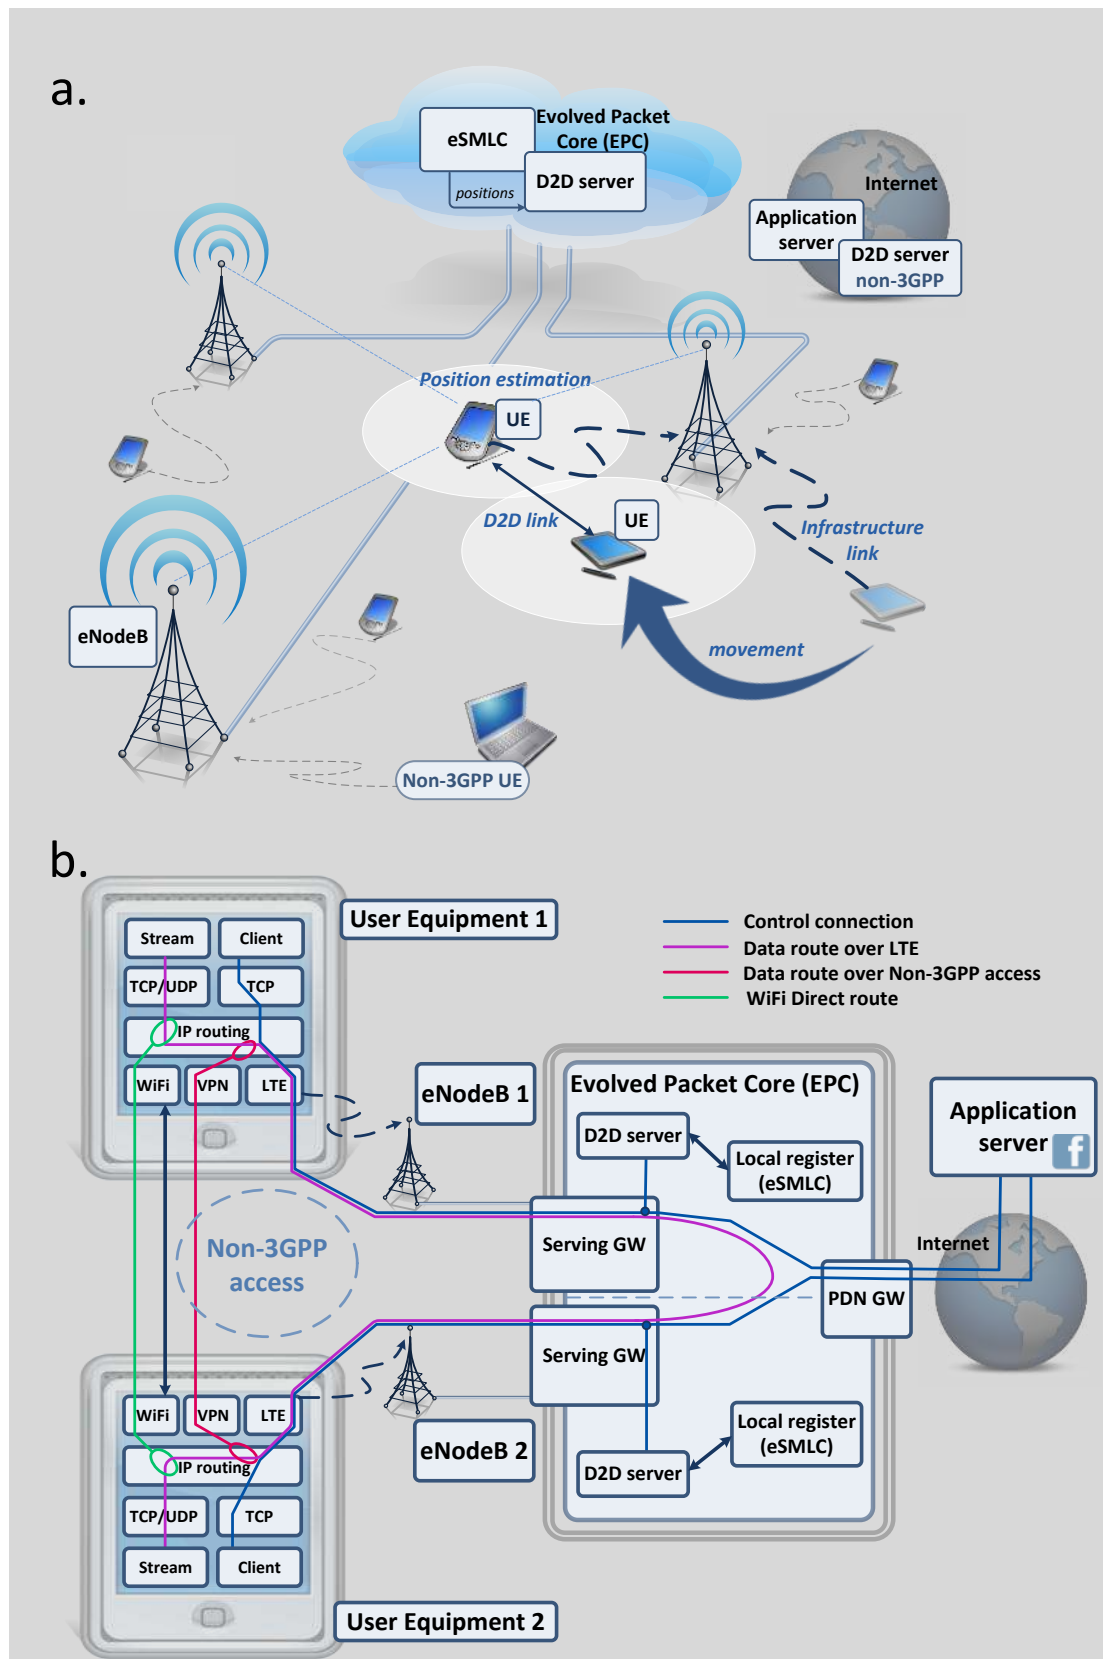 a.
Evolved Packet
Core (EPC)
eSMLC
D2D server
positions
Internet
Application
server
D2D server
non-3GPP
Position estimation
UE
D2D link
UE
Infrastructure
link
eNodeB
movement
Non-3GPP UE
b.
User Equipment 1
Control connection
Data route over LTE
Data route over Non-3GPP access
WiFi Direct route
Stream
Client
TCP/UDP
TCP
IP routing
WiFi
VPN
LTE
eNodeB 1
Evolved Packet Core (EPC)
D2D server
Local register
(eSMLC)
Application
server
f
Serving GW
Internet
Non-3GPP
access
PDN GW
Serving GW
WiFi
VPN
LTE
eNodeB 2
Local register
(eSMLC)
D2D server
IP routing
TCP/UDP
TCP
Stream
Client
User Equipment 2